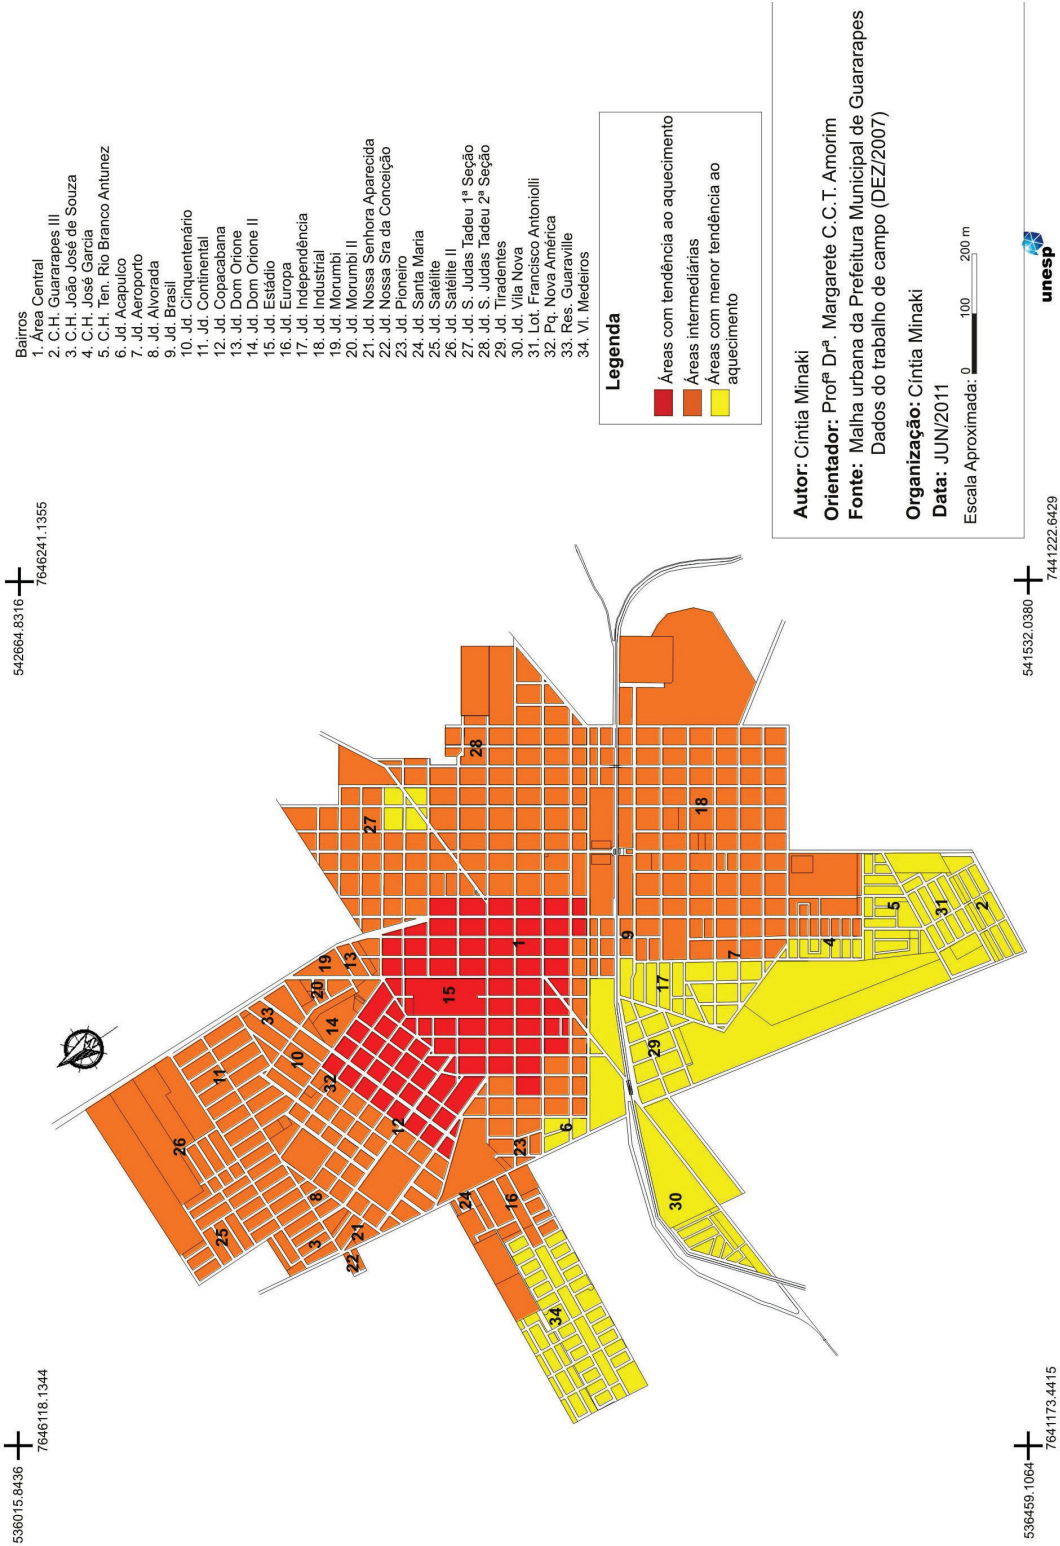 Bairros
1. Área Central
2. C.H. Guararapes III
3. C.H. João José de Souza
4. C.H. José Garcia
5. C.H. Ten. Rio Branco Antunez
6. Jd. Acapulco
7. Jd. Aeroporto
8. Jd. Alvorada
9. Jd. Brasil
10. Jd. Cinquentenário
11. Jd. Continental
12. Jd. Copacabana
13. Jd. Dom Orione
14. Jd. Dom Orione II
15. Jd. Estádio
16. Jd. Europa
17. Jd. Independência
18. Jd. Industrial
19. Jd. Morumbi
20. Jd. Morumbi II
21. Jd. Nossa Senhora Aparecida
22. Jd. Nossa Sra da Conceição
23. Jd. Pioneiro
24. Jd. Santa Maria
25. Jd. Satélite
26. Jd. Satélite II
27. Jd. S. Judas Tadeu 1ª Seção
28. Jd. S. Judas Tadeu 2ª Seção
29. Jd. Tiradentes
30. Jd. Vila Nova
31. Lot. Francisco Antoniolli
32. Pq. Nova América
33. Res. Guaraville
34. Vl. Medeiros
Legenda
Áreas com tendência ao aquecimento
Áreas intermediárias
Áreas com menor tendência ao
aquecimento
Autor: Cíntia Minaki
Orientador: Profª Drª. Margarete C.C.T. Amorim
Fonte: Malha urbana da Prefeitura Municipal de Guararapes
Dados do trabalho de campo (DEZ/2007)
Organização: Cíntia Minaki
Data: JUN/2011
Escala Aproximada: 0 100 200 m
unesp
536015.8436
7646118.1344
542664.8316
7646241.1355
536459.1064
7641173.4415
541532.0380
7441222.6429
26
25
11
33
20
19
13
27
28
8
10
14
3
22
21
32
12
15
1
24
16
23
6
34
9
18
30
29
17
7
4
5
31
2